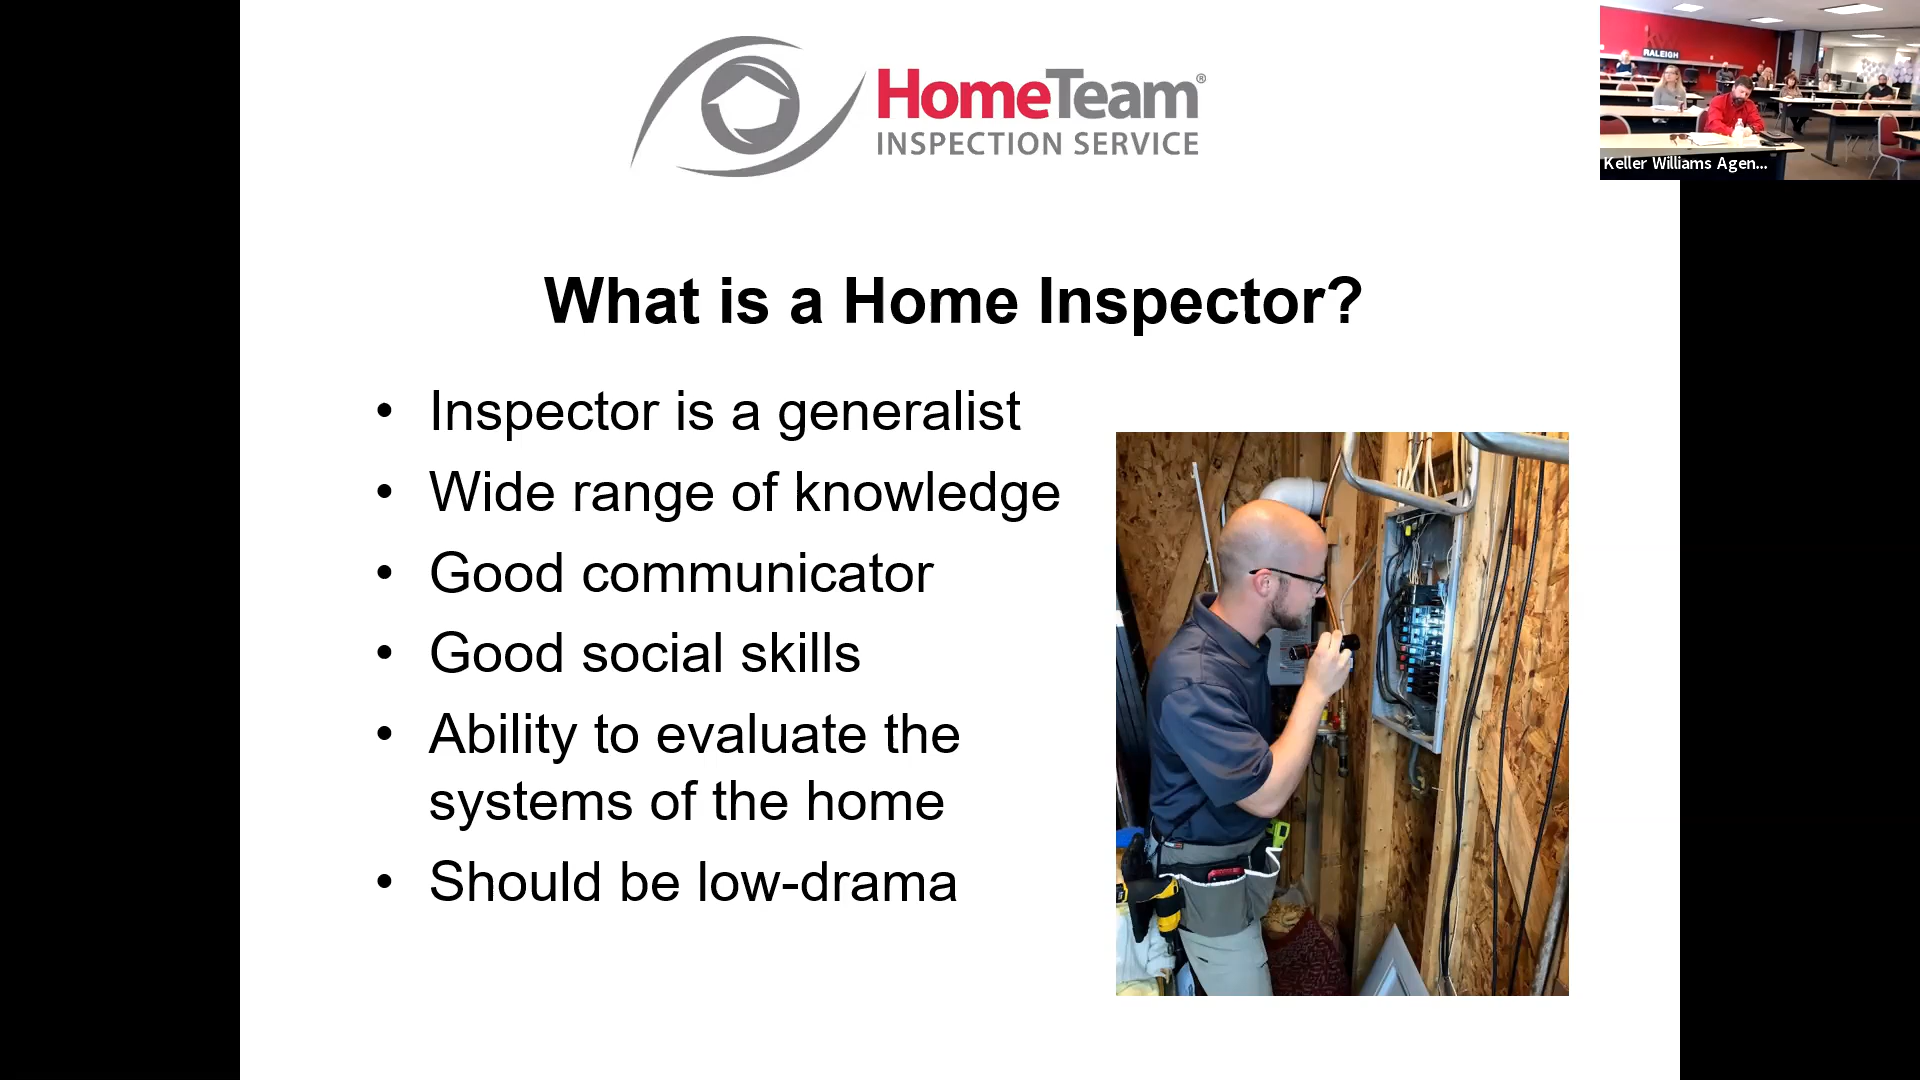 HomeTeam®
INSPECTION SERVICE
RALEIGH
Keller Williams Agen...
What is a Home Inspector?
• Inspector is a generalist
• Wide range of knowledge
• Good communicator
• Good social skills
• Ability to evaluate the
systems of the home
• Should be low-drama